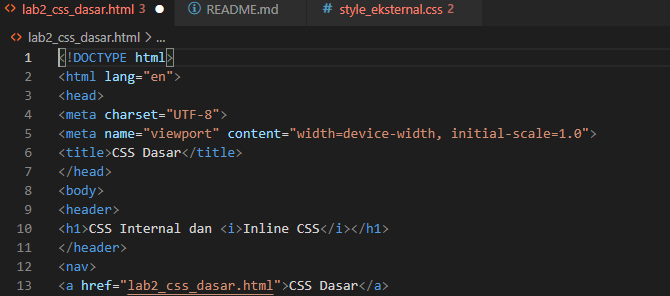 lab2_css_dasar.html 3 README.md style_eksternal.css 2
lab2_css_dasar.html > ...
1 <!DOCTYPE html>
2 <html lang="en">
3 <head>
4 <meta charset="UTF-8">
5 <meta name="viewport" content="width=device-width, initial-scale=1.0">
6 <title>CSS Dasar</title>
7 </head>
8 <body>
9 <header>
10 <h1>CSS Internal dan <i>Inline CSS</i></h1>
11 </header>
12 <nav>
13 <a href="lab2_css_dasar.html">CSS Dasar</a>